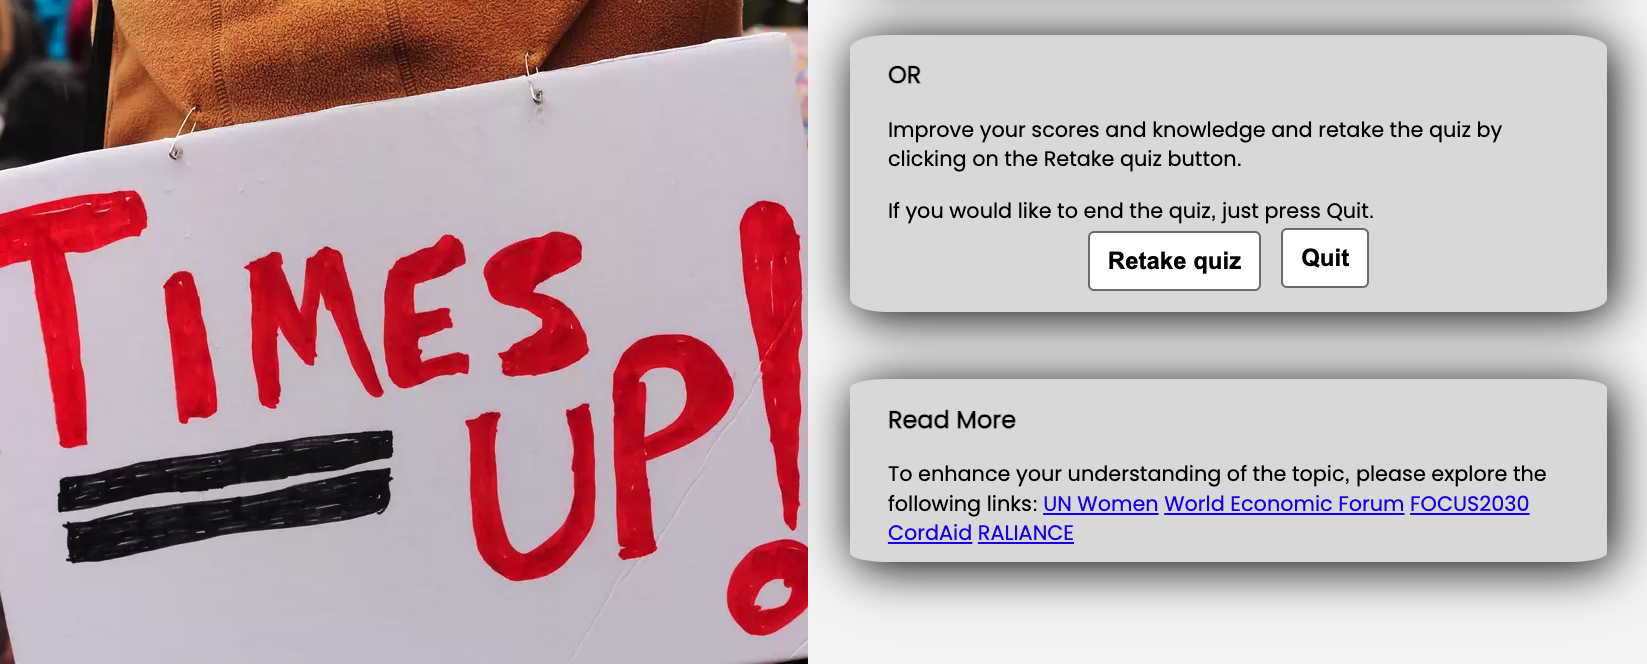 TIMES
UP!
OR
Improve your scores and knowledge and retake the quiz by
clicking on the Retake quiz button.
If you would like to end the quiz, just press Quit.
Retake quiz Quit
Read More
To enhance your understanding of the topic, please explore the
following links: UN Women World Economic Forum FOCUS2030
CordAid RALIANCE